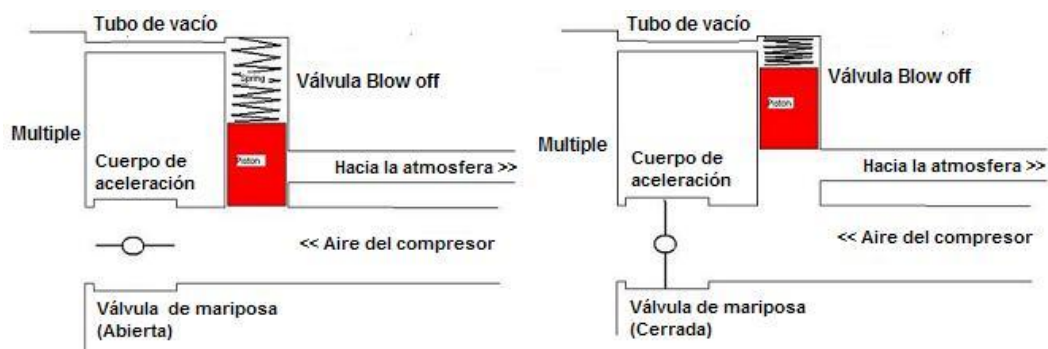 Tubo de vacío
Spring
Válvula Blow off
Multiple
Piston
Cuerpo de
aceleración
Hacia la atmosfera >>
<< Aire del compresor
Válvula de mariposa
(Abierta)
Tubo de vacío
Válvula Blow off
Piston
Multiple
Cuerpo de
aceleración
Hacia la atmosfera >>
<< Aire del compresor
Válvula de mariposa
(Cerrada)